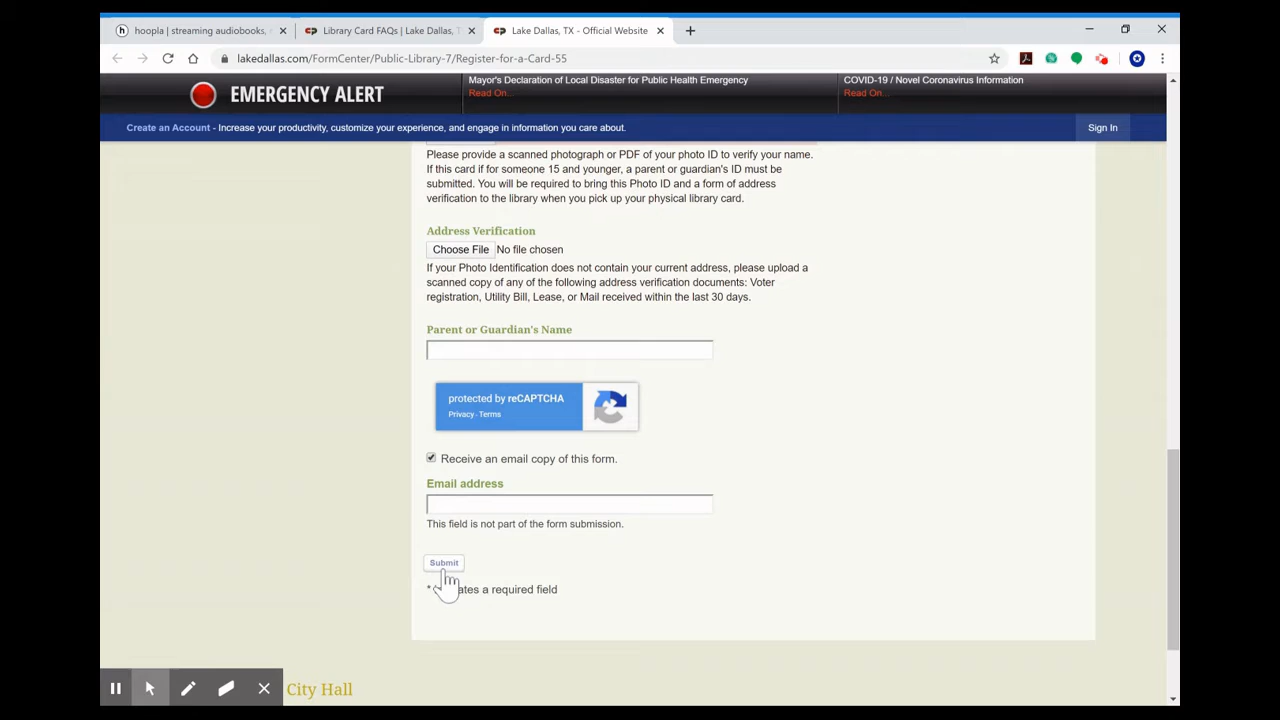 hoopla | streaming audiobooks,
Library Card FAQs | Lake Dallas, T
Lake Dallas, TX - Official Website
lakedallas.com/FormCenter/Public-Library-7/Register-for-a-Card-55
EMERGENCY ALERT
Mayor's Declaration of Local Disaster for Public Health Emergency
Read On...
COVID-19 / Novel Coronavirus Information
Read On...
Create an Account - Increase your productivity, customize your experience, and engage in information you care about.
Sign In
Please provide a scanned photograph or PDF of your photo ID to verify your name.
If this card if for someone 15 and younger, a parent or guardian's ID must be
submitted. You will be required to bring this Photo ID and a form of address
verification to the library when you pick up your physical library card.
Address Verification
Choose File No file chosen
If your Photo Identification does not contain your current address, please upload a
scanned copy of any of the following address verification documents: Voter
registration, Utility Bill, Lease, or Mail received within the last 30 days.
Parent or Guardian's Name
protected by reCAPTCHA
Privacy - Terms
Receive an email copy of this form.
Email address
This field is not part of the form submission.
Submit
* ates a required field
City Hall